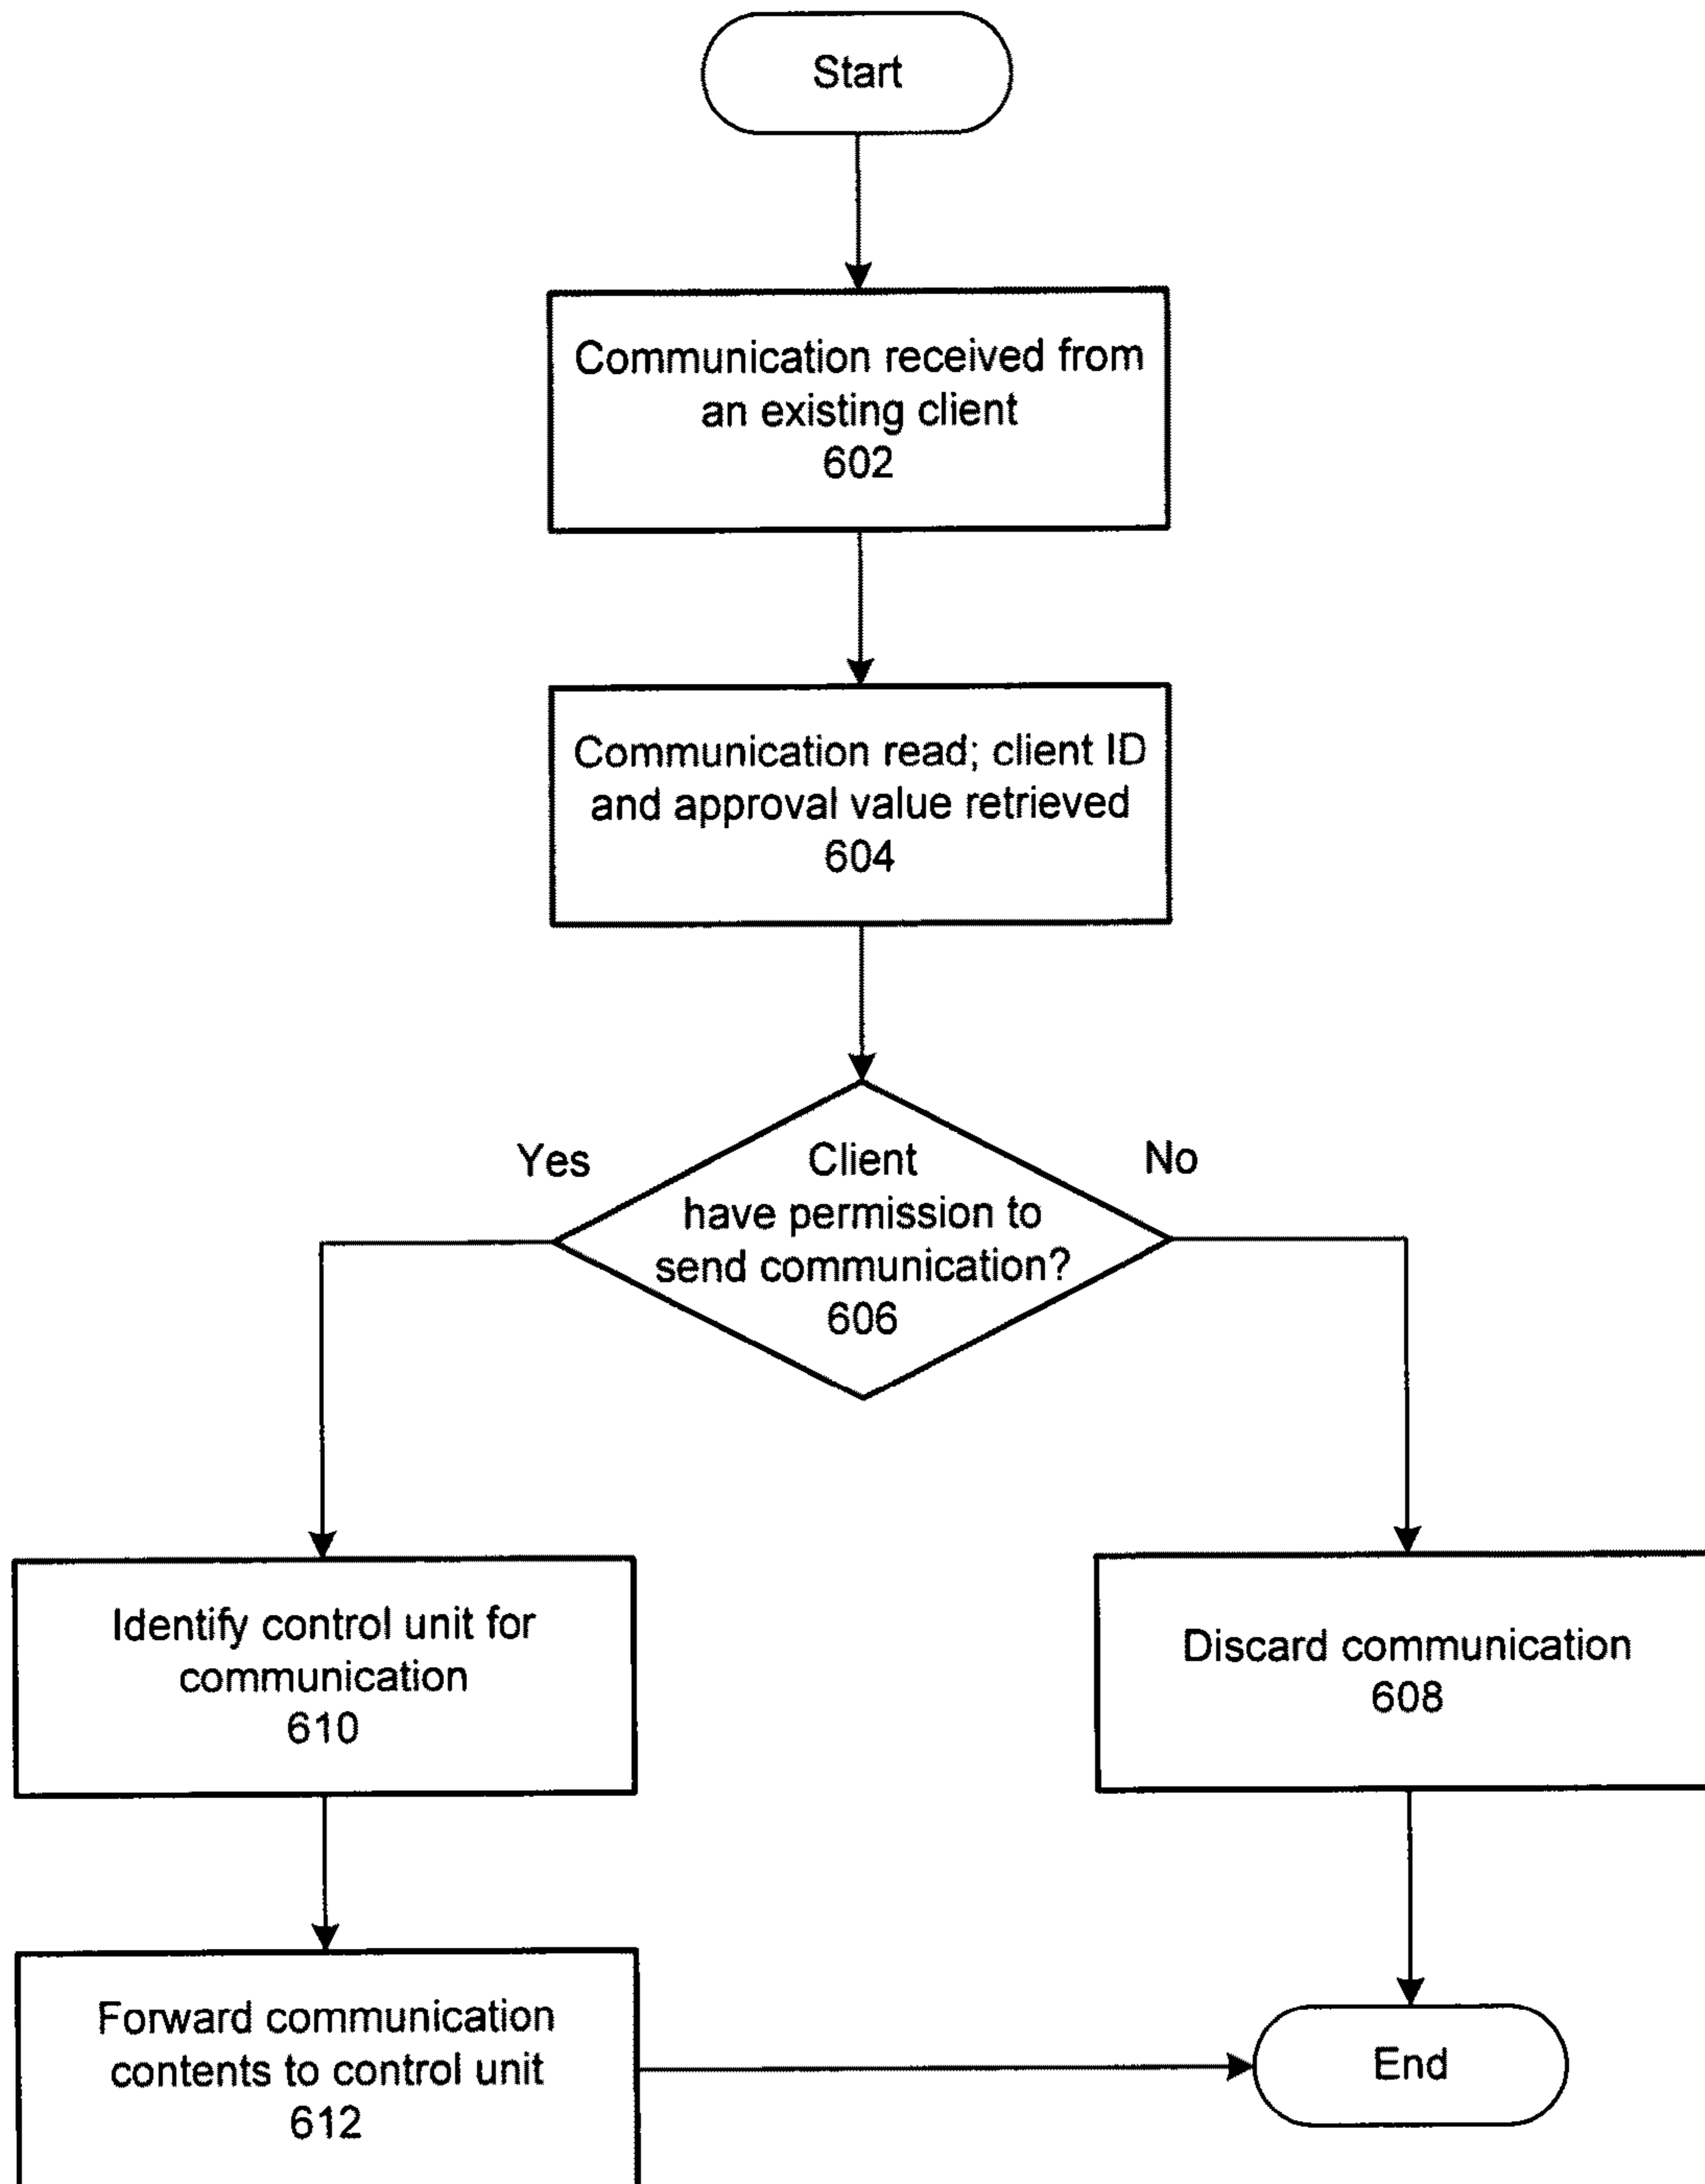 Start
Communication received from
an existing client
602
Communication read; client ID
and approval value retrieved
604
Yes
Client
have permission to
send communication?
606
No
Identify control unit for
communication
610
Discard communication
608
Forward communication
contents to control unit
612
End